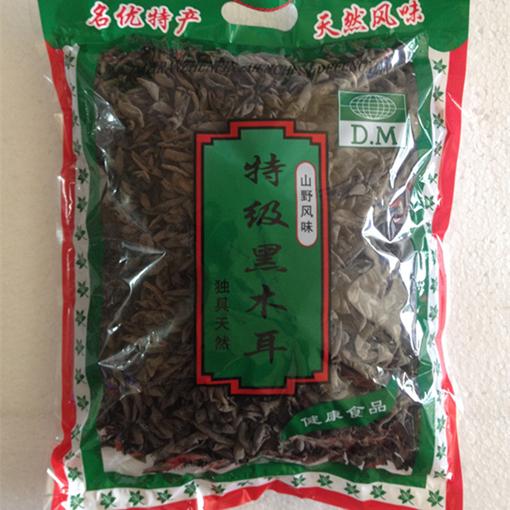 名优特产
天然风味
D.M
山野风味
特级黑木耳
独具天然
健康食品